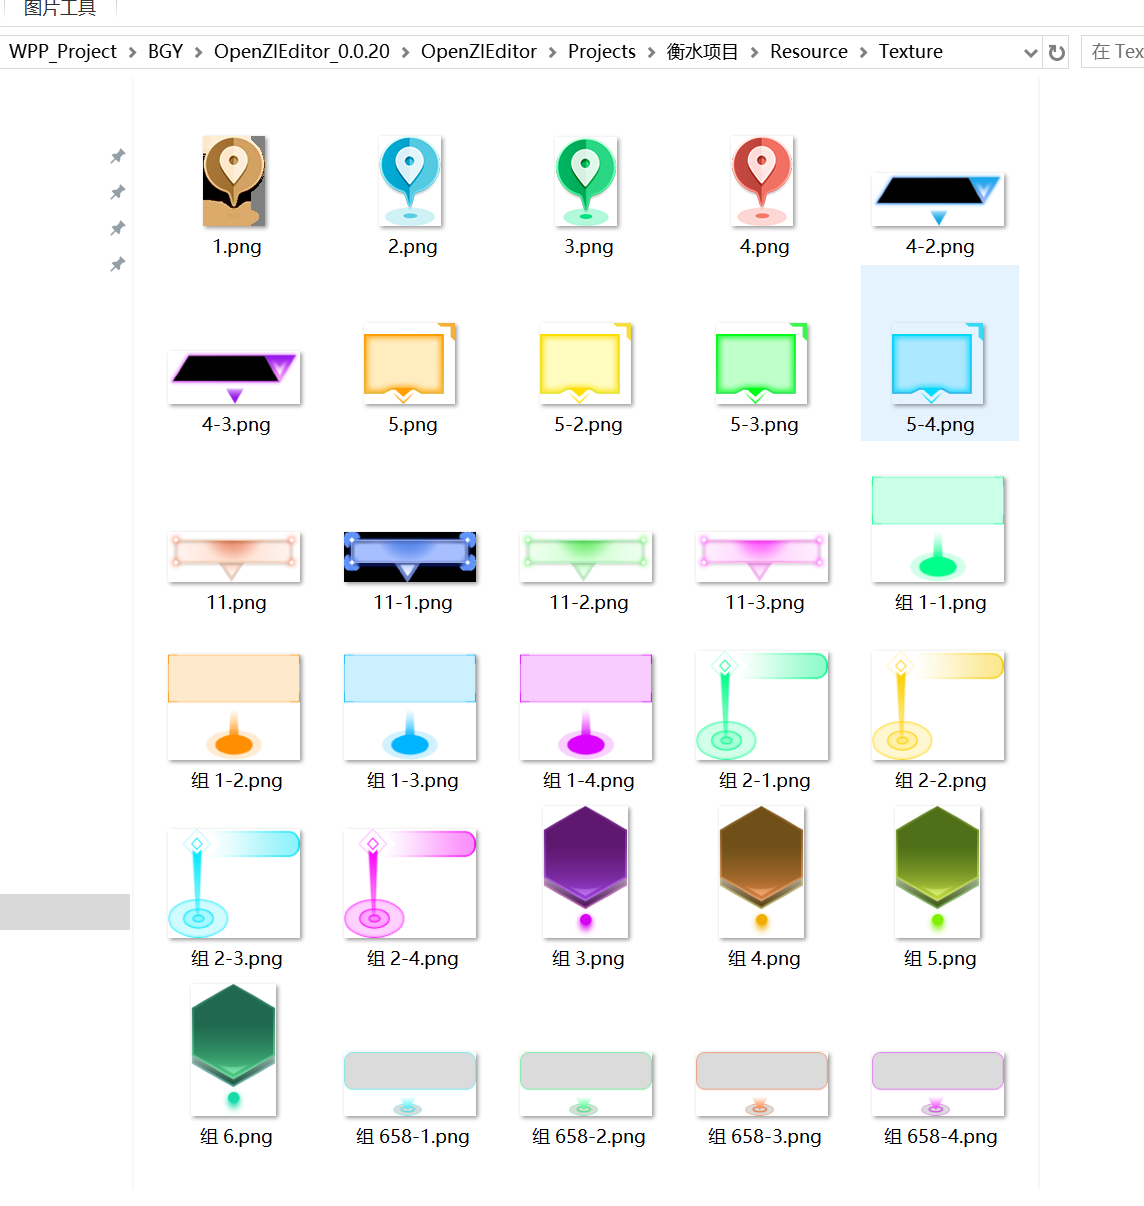 图片工具
WPP_Project > BGY > OpenZIEditor_0.0.20 > OpenZIEditor > Projects > 衡水项目 > Resource > Texture
在 Tex
1.png 2.png 3.png 4.png 4-2.png
4-3.png 5.png 5-2.png 5-3.png 5-4.png
11.png 11-1.png 11-2.png 11-3.png 组 1-1.png
组 1-2.png 组 1-3.png 组 1-4.png 组 2-1.png 组 2-2.png
组 2-3.png 组 2-4.png 组 3.png 组 4.png 组 5.png
组 6.png 组 658-1.png 组 658-2.png 组 658-3.png 组 658-4.png